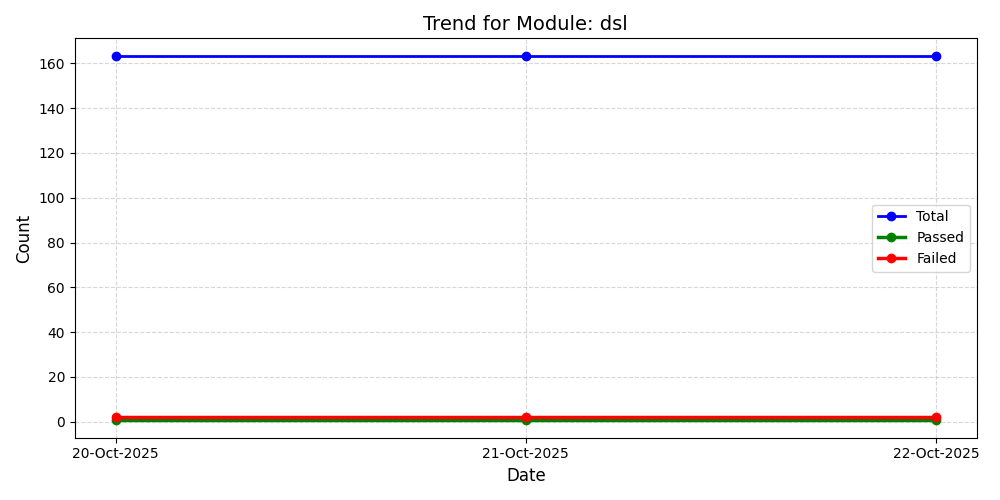 Trend for Module: dsl
160
140
120
100
80
60
40
20
0
Count
Total
Passed
Failed
20-Oct-2025
21-Oct-2025
22-Oct-2025
Date